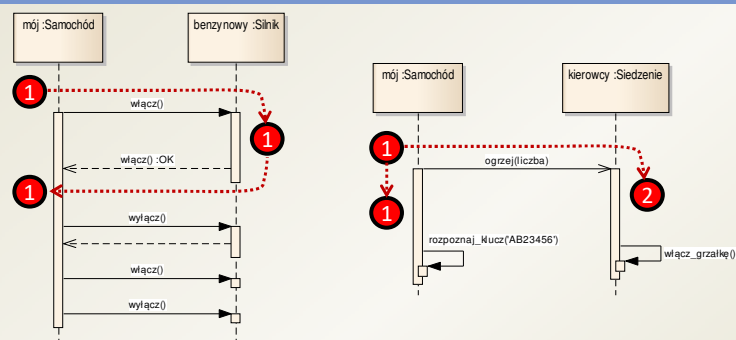 mój :Samochód
benzynowy :Silnik
1
włącz()
1
włącz() :OK
1
wyłącz()
włącz()
wyłącz()
mój :Samochód
kierowcy :Siedzenie
1
ogrzej(liczba)
1
2
rozpoznaj_klucz('AB23456')
włącz_grzałkę()